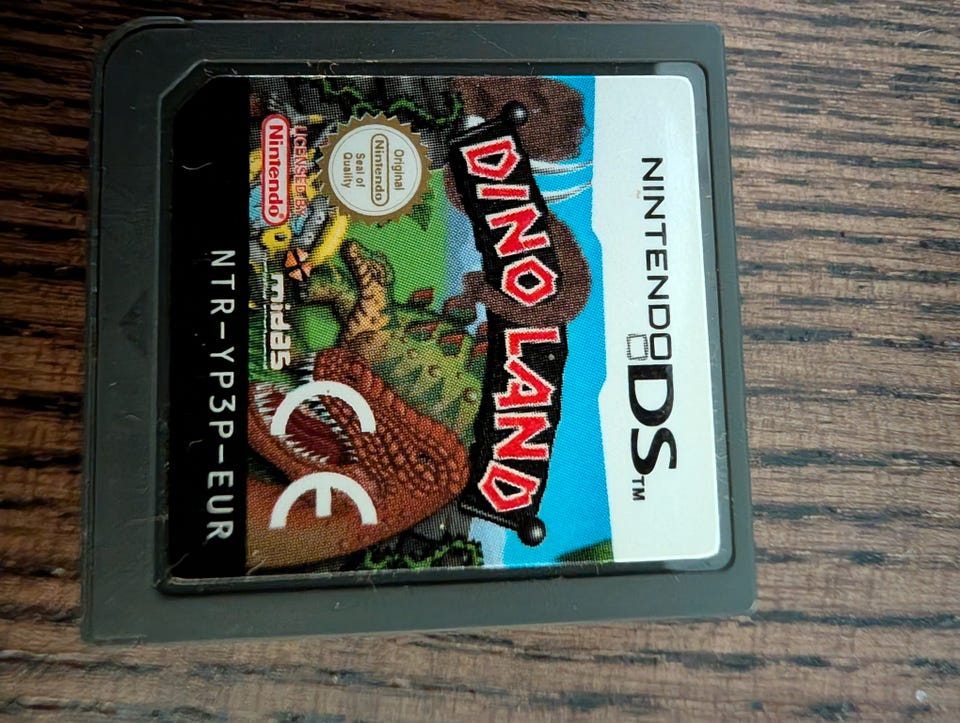 NINTENDO DS™
DINO LAND
Original
Nintendo®
Seal of
Quality
LICENSED BY
Nintendo®
midas
CE
NTR-YP3P-EUR